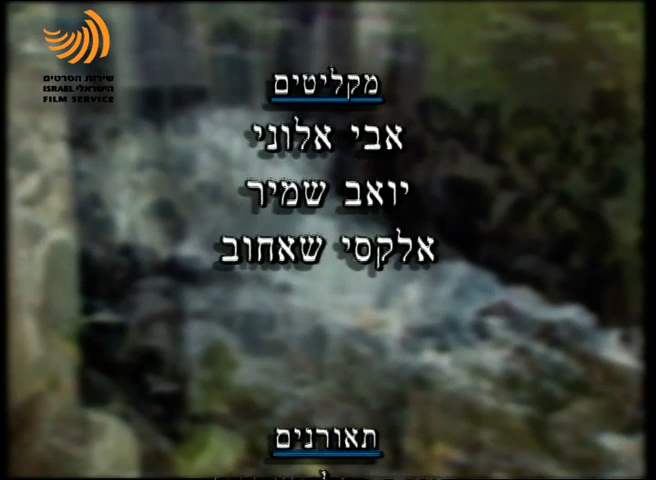 שירות הסרטים
הישראלי ISRAEL
FILM SERVICE
מקליטים
אבי אלוני
יואב שמיר
אלקסי שאחוב
תאורנים